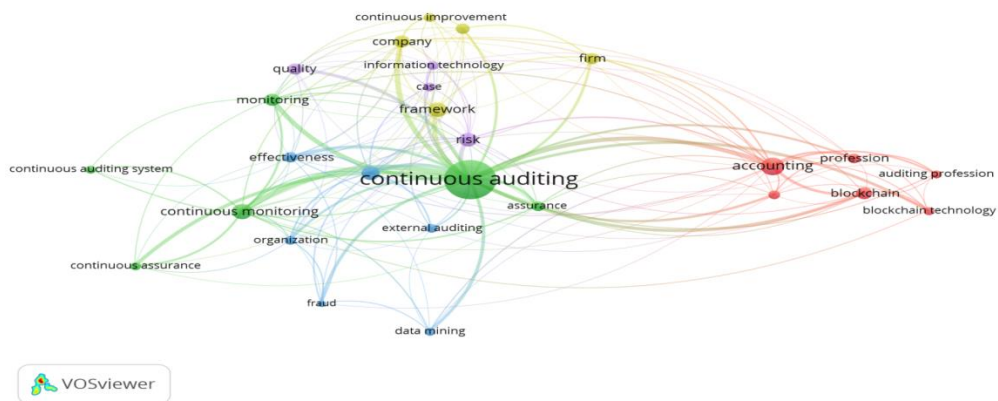 continuous improvement
company
firm
information technology
quality
case
monitoring
framework
risk
effectiveness
profession
accounting
continuous auditing system
auditing profession
continuous auditing
blockchain
assurance
continuous monitoring
blockchain technology
external auditing
organization
continuous assurance
fraud
data mining
VOSviewer